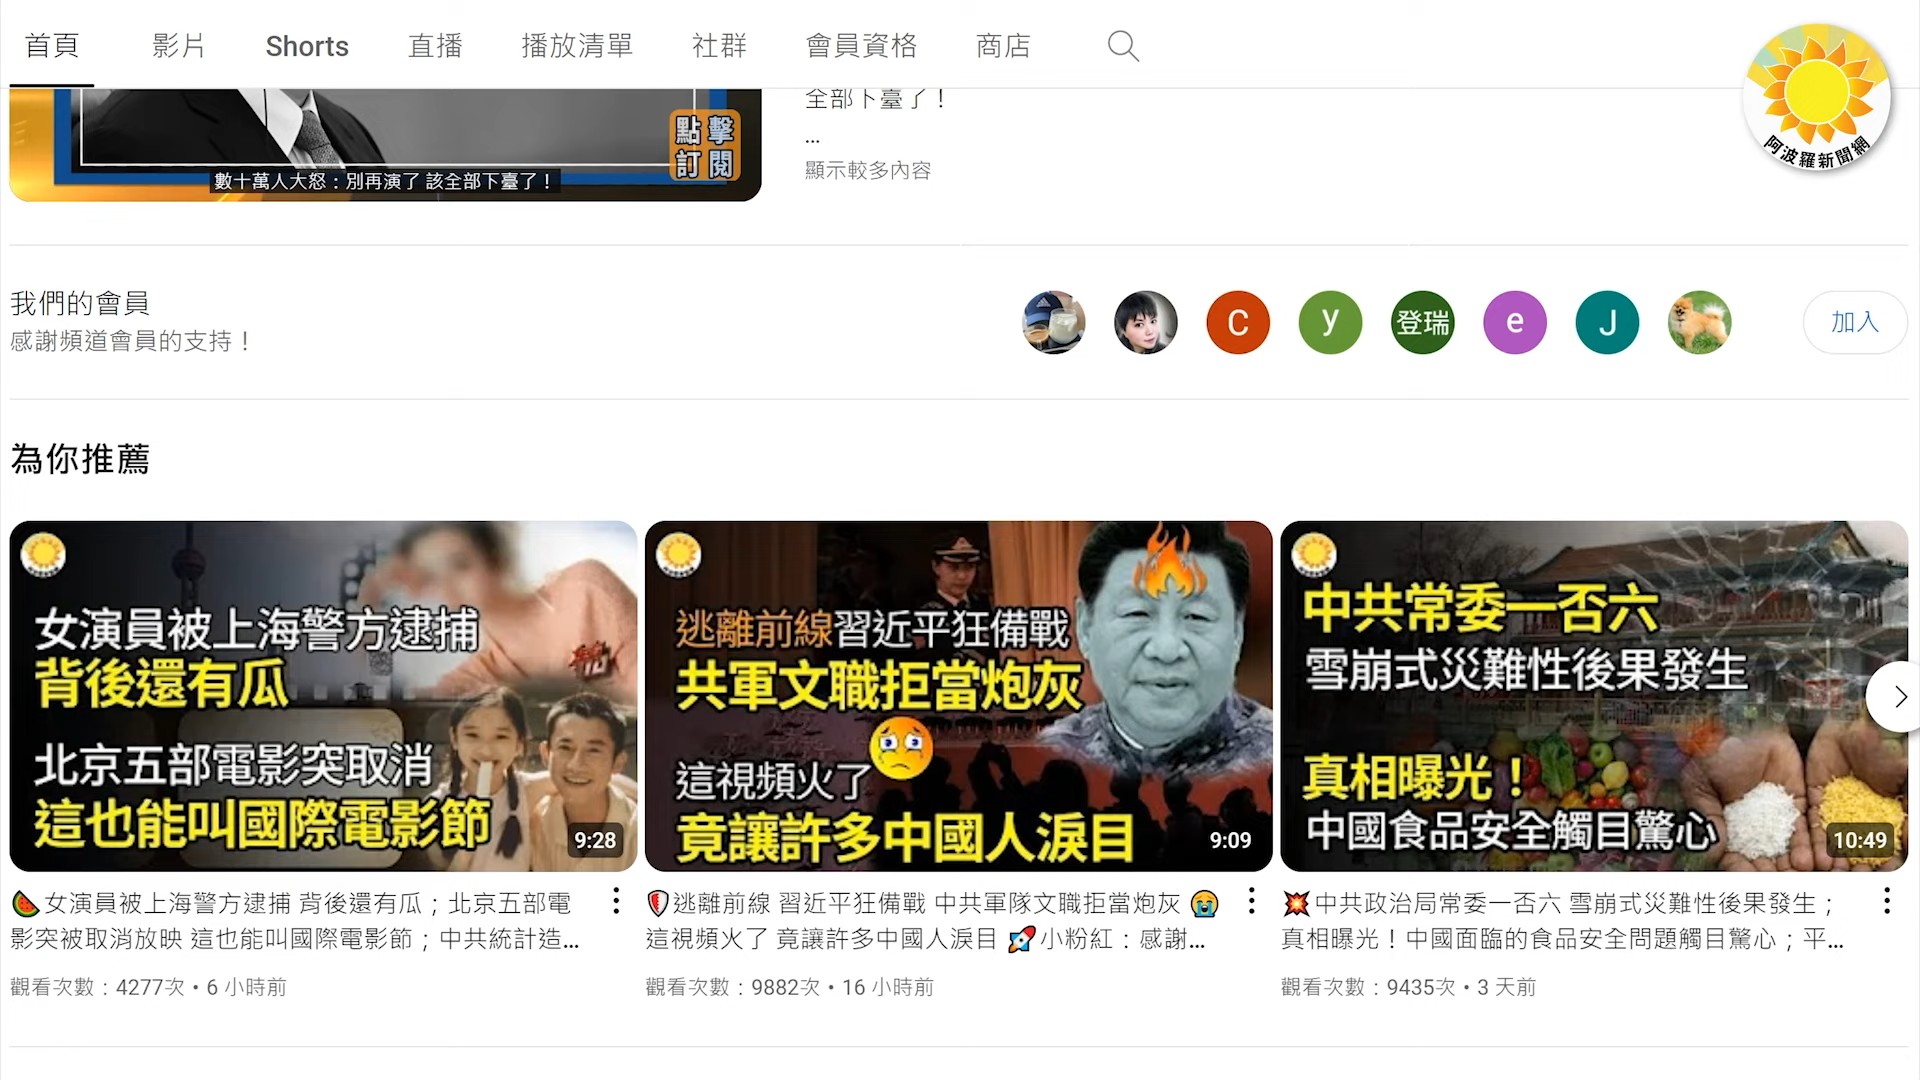 首頁 影片 Shorts 直播 播放清單 社群 會員資格 商店
阿波羅新聞網
全部下臺了！
...
顯示較多內容
點擊
訂閱
數十萬人大怒：別再演了 該全部下臺了！
我們的會員
感謝頻道會員的支持！
C y 登瑞 e J
加入
為你推薦
女演員被上海警方逮捕
背後還有瓜
北京五部電影突取消
這也能叫國際電影節
9:28
逃離前線習近平狂備戰
共軍文職拒當炮灰
這視頻火了
竟讓許多中國人淚目
9:09
中共常委一否六
雪崩式災難性後果發生
真相曝光！
中國食品安全觸目驚心
10:49
🍉女演員被上海警方逮捕 背後還有瓜；北京五部電
影突被取消放映 這也能叫國際電影節；中共統計造...
觀看次數：4277次・6 小時前
🛡逃離前線 習近平狂備戰 中共軍隊文職拒當炮灰 😭
這視頻火了 竟讓許多中國人淚目 🚀小粉紅：感謝...
觀看次數：9882次・16 小時前
💥中共政治局常委一否六 雪崩式災難性後果發生；
真相曝光！中國面臨的食品安全問題觸目驚心；平...
觀看次數：9435次・3 天前